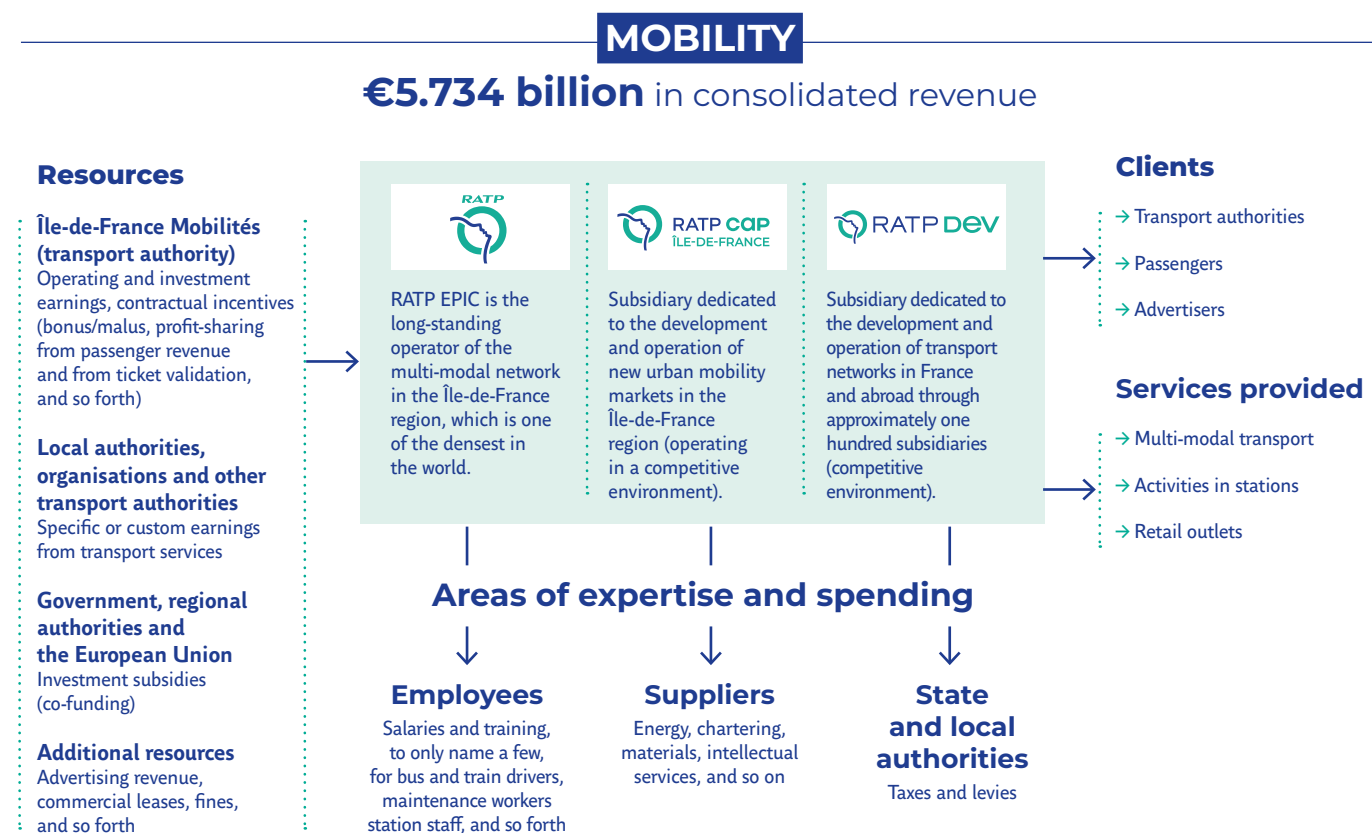 MOBILITY
€5.734 billion in consolidated revenue
Resources
Île-de-France Mobilités
(transport authority)
Operating and investment
earnings, contractual incentives
(bonus/malus, profit-sharing
from passenger revenue
and from ticket validation,
and so forth)
Local authorities,
organisations and other
transport authorities
Specific or custom earnings
from transport services
Government, regional
authorities and
the European Union
Investment subsidies
(co-funding)
Additional resources
Advertising revenue,
commercial leases, fines,
and so forth
RATP
RATP EPIC is the
long-standing
operator of the
multi-modal network
in the Île-de-France
region, which is one
of the densest in
the world.
RATP CAP
ÎLE-DE-FRANCE
Subsidiary dedicated
to the development
and operation of
new urban mobility
markets in the
Île-de-France
region (operating
in a competitive
environment).
RATP DEV
Subsidiary dedicated to
the development and
operation of transport
networks in France
and abroad through
approximately one
hundred subsidiaries
(competitive
environment).
Clients
→ Transport authorities
→ Passengers
→ Advertisers
Services provided
→ Multi-modal transport
→ Activities in stations
→ Retail outlets
Areas of expertise and spending
Employees
Salaries and training,
to only name a few,
for bus and train drivers,
maintenance workers
station staff, and so forth
Suppliers
Energy, chartering,
materials, intellectual
services, and so on
State
and local
authorities
Taxes and levies